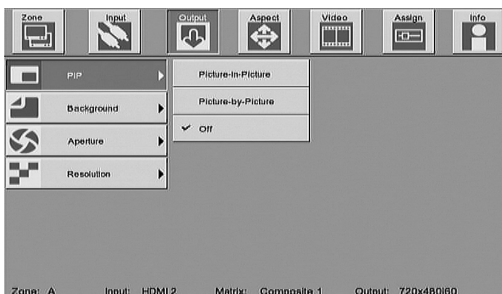 Zone Input Output Aspect Video Assign Info
PIP
Picture-In-Picture
Background
Picture-by-Picture
Off
Aperture
Resolution
Zone: A Input: HDMI 2 Matrix: Composite 1 Output: 720x480i60